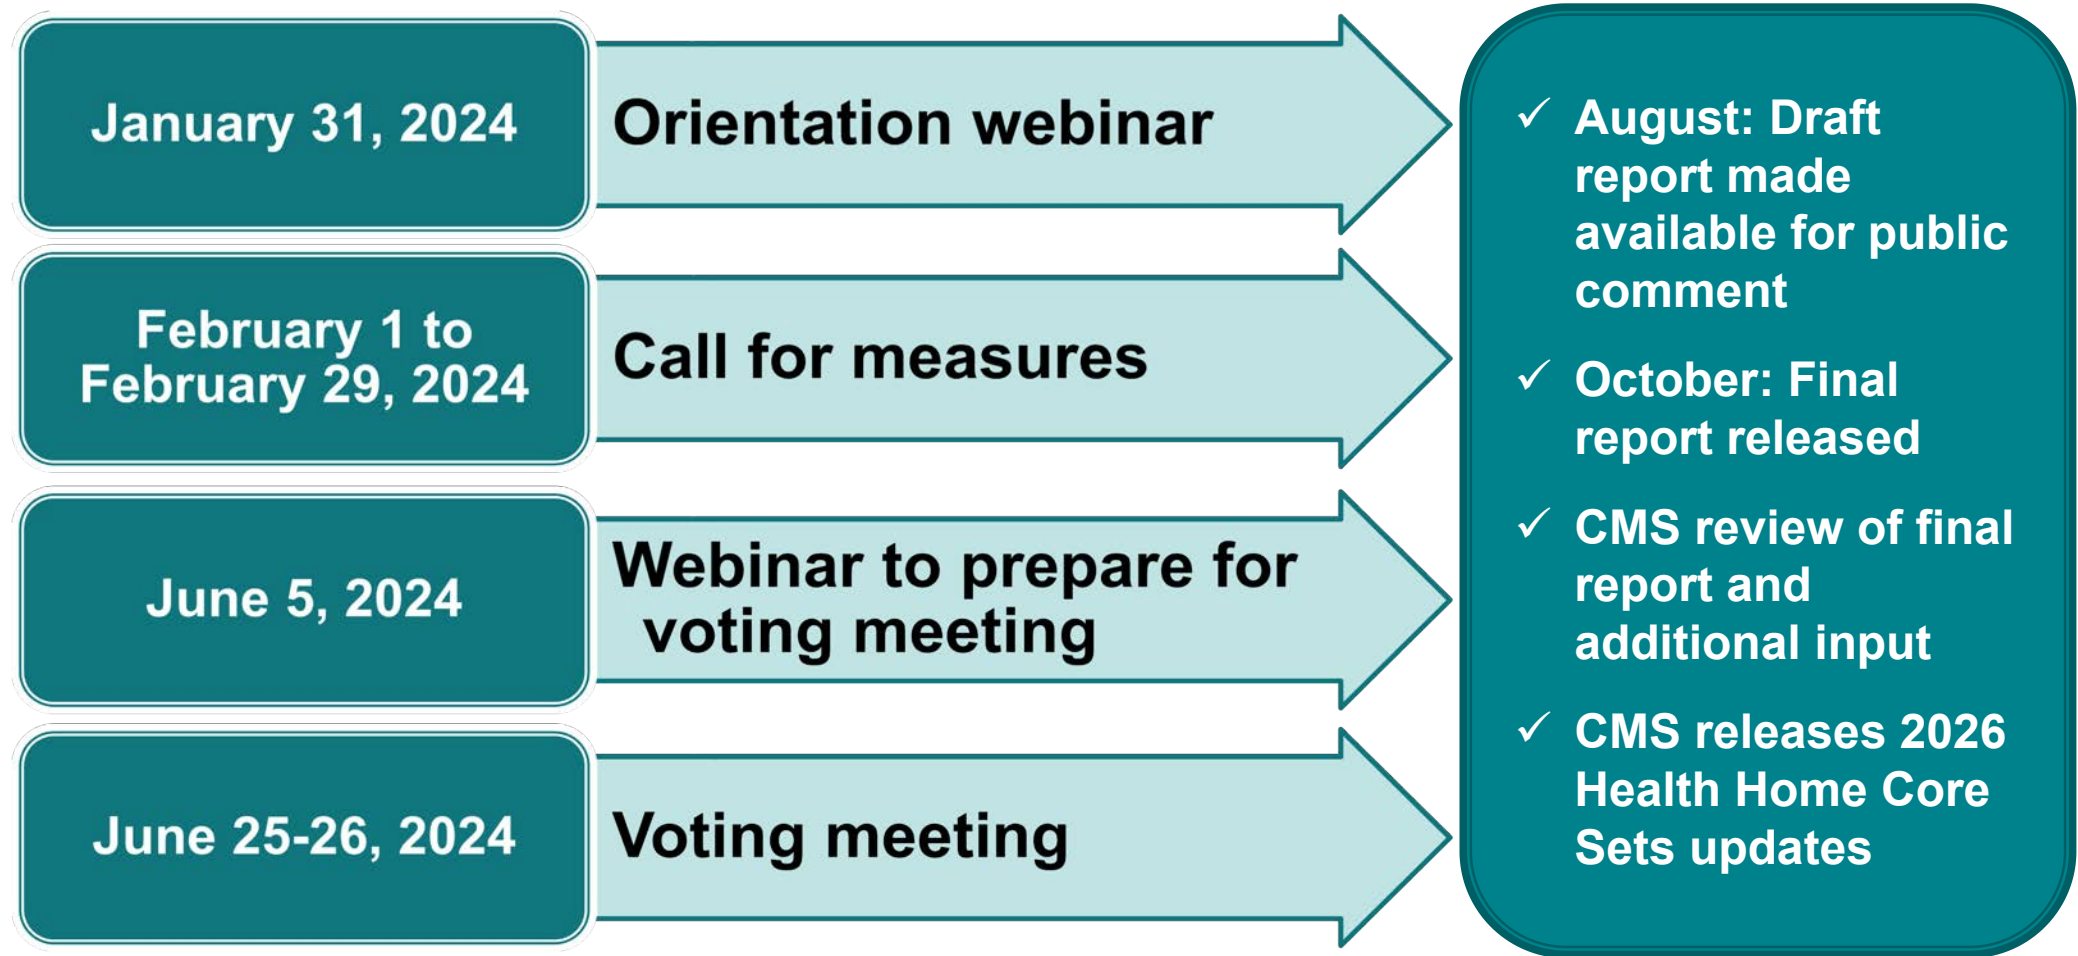 January 31, 2024
Orientation webinar
February 1 to
February 29, 2024
Call for measures
June 5, 2024
Webinar to prepare for
voting meeting
June 25-26, 2024
Voting meeting
✓ August: Draft
report made
available for public
comment
✓ October: Final
report released
✓ CMS review of final
report and
additional input
✓ CMS releases 2026
Health Home Core
Sets updates